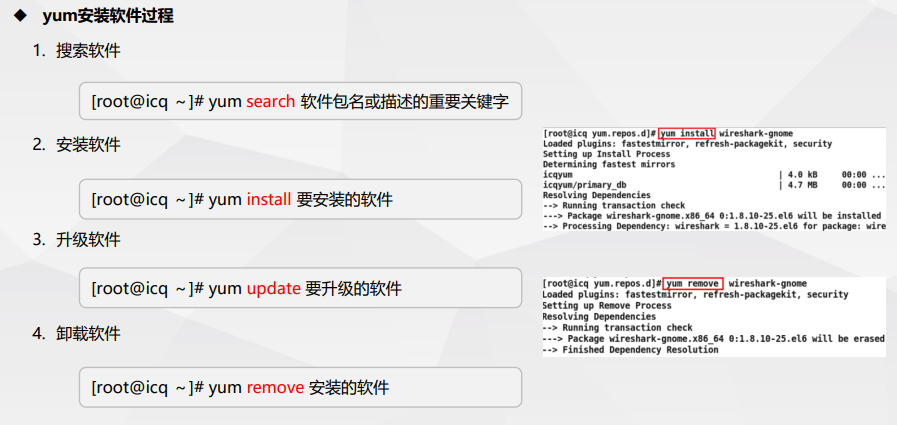 ◆ yum安装软件过程
1. 搜索软件
[root@icq ~]# yum search 软件包名或描述的重要关键字
2. 安装软件
[root@icq ~]# yum install 要安装的软件
3. 升级软件
[root@icq ~]# yum update 要升级的软件
4. 卸载软件
[root@icq ~]# yum remove 安装的软件
[root@icq yum.repos.d]# yum install wireshark-gnome
Loaded plugins: fastestmirror, refresh-packagekit, security
Setting up Install Process
Determining fastest mirrors
icqyum | 4.0 kB 00:00 ...
icqyum/primary_db | 4.7 MB 00:00 ...
Resolving Dependencies
--> Running transaction check
---> Package wireshark-gnome.x86_64 0:1.8.10-25.el6 will be installed
--> Processing Dependency: wireshark = 1.8.10-25.el6 for package: wire
[root@icq yum.repos.d]# yum remove wireshark-gnome
Loaded plugins: fastestmirror, refresh-packagekit, security
Setting up Remove Process
Resolving Dependencies
--> Running transaction check
---> Package wireshark-gnome.x86_64 0:1.8.10-25.el6 will be erased
--> Finished Dependency Resolution